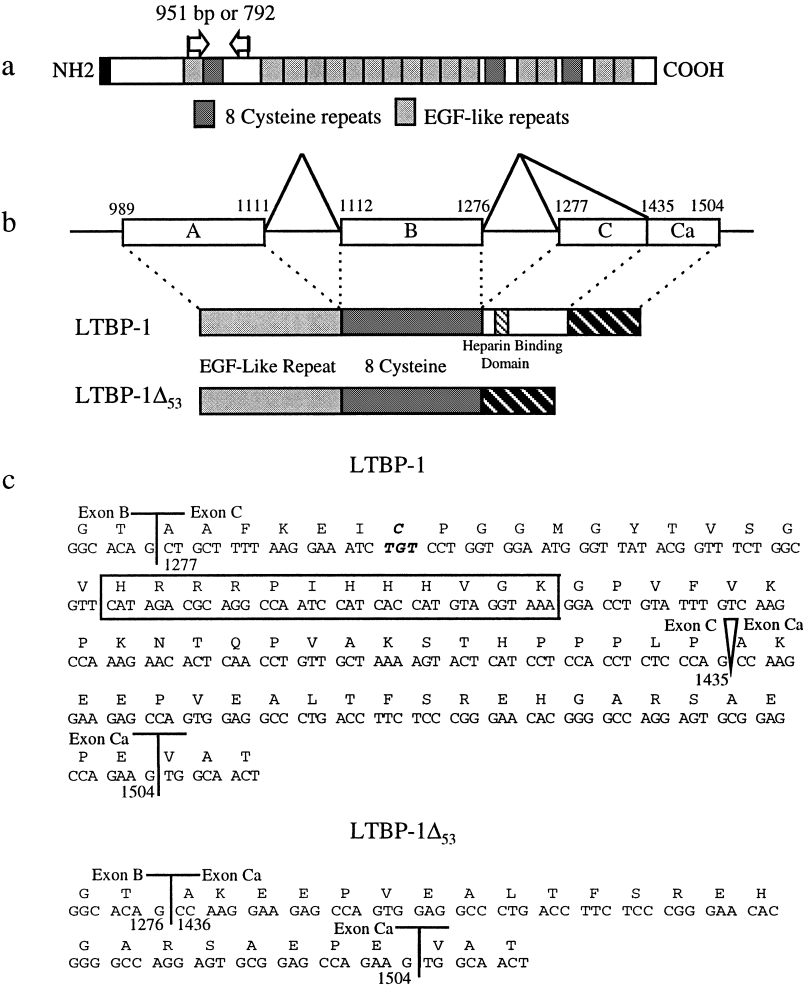 951 bp or 792
a
NH2
COOH
8 Cysteine repeats
EGF-like repeats
b
989
1111
1112
1276
1277
1435
1504
A
B
C
Ca
LTBP-1
Heparin Binding
Domain
EGF-Like Repeat
8 Cysteine
LTBP-1Δ53
c
LTBP-1
Exon B
Exon C
G T A A F K E I C P G G M G Y T V S G
GGC ACA G CT GCT TTT AAG GAA ATC TGT CCT GGT GGA ATG GGT TAT ACG GTT TCT GGC
1277
V H R R R P I H H H V G K G P V F V K
GTT CAT AGA CGC AGG CCA ATC CAT CAC CAT GTA GGT AAA GGA CCT GTA TTT GTC AAG
Exon C
Exon Ca
P K N T Q P V A K S T H P P P L P A K
CCA AAG AAC ACT CAA CCT GTT GCT AAA AGT ACT CAT CCT CCA CCT CTC CCA G CC AAG
1435
E E P V E A L T F S R E H G A R S A E
GAA GAG CCA GTG GAG GCC CTG ACC TTC TCC CGG GAA CAC GGG GCC AGG AGT GCG GAG
Exon Ca
P E V A T
CCA GAA G TG GCA ACT
1504
LTBP-1Δ53
Exon B
Exon Ca
G T A K E E P V E A L T F S R E H
GGC ACA G CC AAG GAA GAG CCA GTG GAG GCC CTG ACC TTC TCC CGG GAA CAC
1276
1436
Exon Ca
G A R S A E P E V A T
GGG GCC AGG AGT GCG GAG CCA GAA G TG GCA ACT
1504